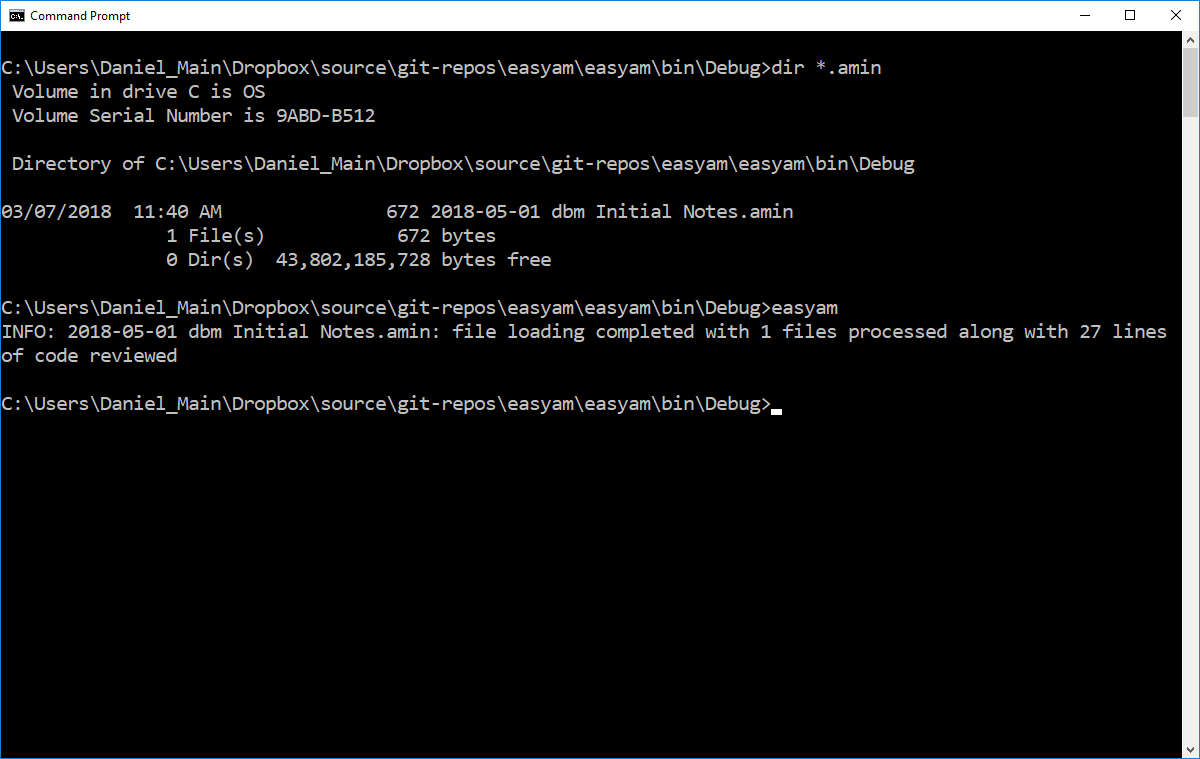 Command Prompt
C:\Users\Daniel_Main\Dropbox\source\git-repos\easyam\easyam\bin\Debug>dir *.amin
 Volume in drive C is OS
 Volume Serial Number is 9ABD-B512
 Directory of C:\Users\Daniel_Main\Dropbox\source\git-repos\easyam\easyam\bin\Debug
03/07/2018  11:40 AM               672 2018-05-01 dbm Initial Notes.amin
               1 File(s)            672 bytes
               0 Dir(s)  43,802,185,728 bytes free
C:\Users\Daniel_Main\Dropbox\source\git-repos\easyam\easyam\bin\Debug>easyam
INFO: 2018-05-01 dbm Initial Notes.amin: file loading completed with 1 files processed along with 27 lines
of code reviewed
C:\Users\Daniel_Main\Dropbox\source\git-repos\easyam\easyam\bin\Debug>